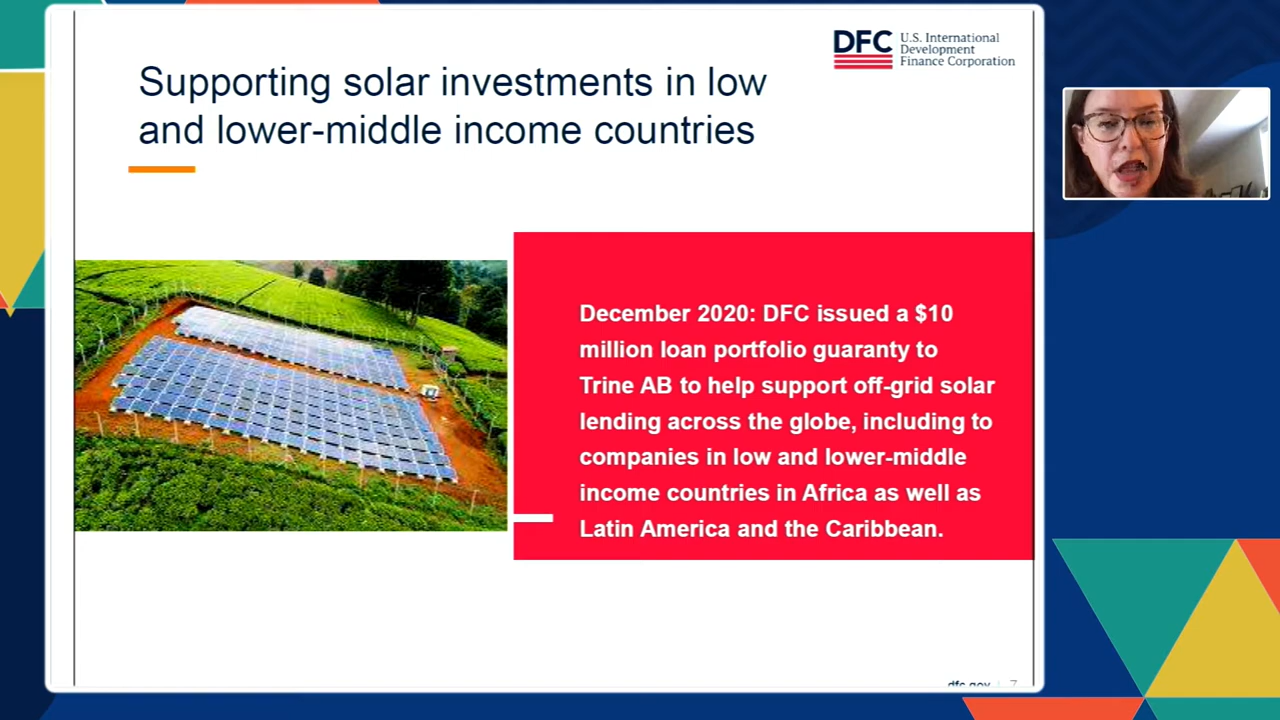 DFC
U.S. International
Development
Finance Corporation
Supporting solar investments in low
and lower-middle income countries
December 2020: DFC issued a $10
million loan portfolio guaranty to
Trine AB to help support off-grid solar
lending across the globe, including to
companies in low and lower-middle
income countries in Africa as well as
Latin America and the Caribbean.
dfc.gov | 7